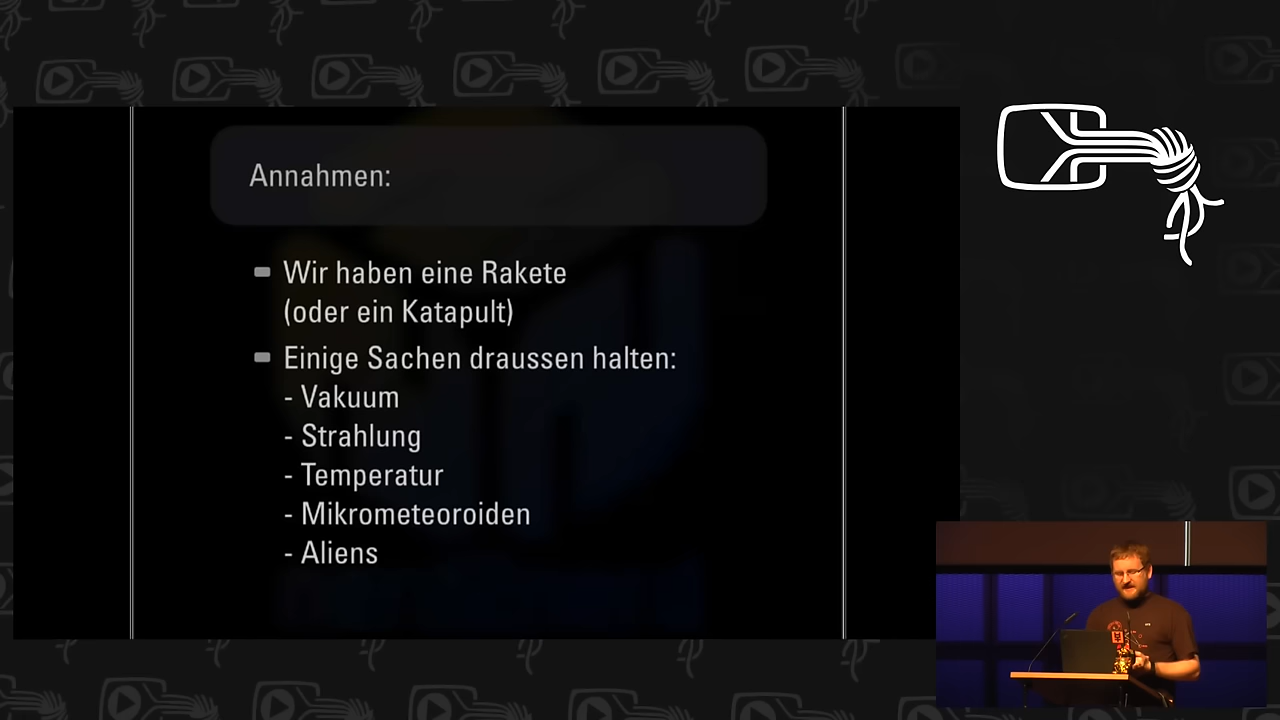 Annahmen:
Wir haben eine Rakete
(oder ein Katapult)
Einige Sachen draussen halten:
- Vakuum
- Strahlung
- Temperatur
- Mikrometeoroiden
- Aliens